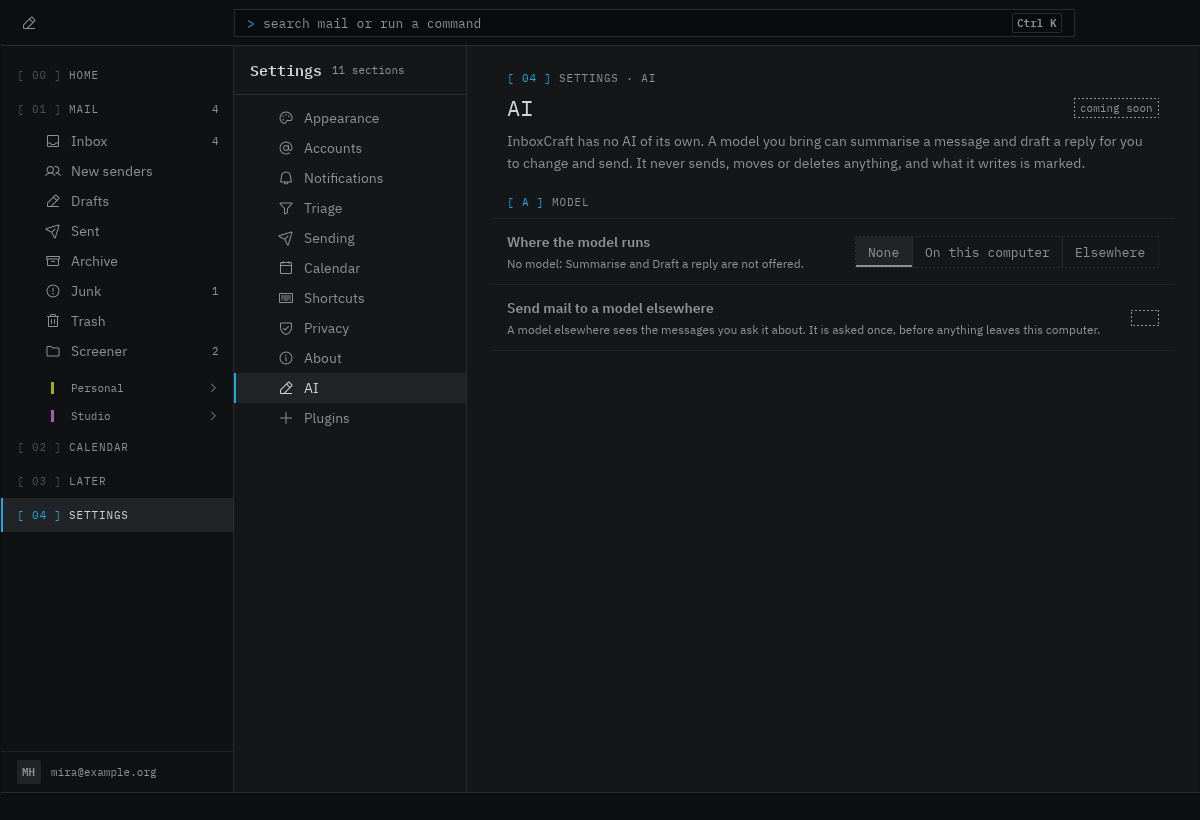 > search mail or run a command
Ctrl K
[ 00 ] HOME
[ 01 ] MAIL 4
Inbox 4
New senders
Drafts
Sent
Archive
Junk 1
Trash
Screener 2
Personal
Studio
[ 02 ] CALENDAR
[ 03 ] LATER
[ 04 ] SETTINGS
MH mira@example.org
Settings 11 sections
Appearance
Accounts
Notifications
Triage
Sending
Calendar
Shortcuts
Privacy
About
AI
Plugins
[ 04 ] SETTINGS · AI
AI
coming soon
InboxCraft has no AI of its own. A model you bring can summarise a message and draft a reply for you
to change and send. It never sends, moves or deletes anything, and what it writes is marked.
[ A ] MODEL
Where the model runs
No model: Summarise and Draft a reply are not offered.
None On this computer Elsewhere
Send mail to a model elsewhere
A model elsewhere sees the messages you ask it about. It is asked once, before anything leaves this computer.